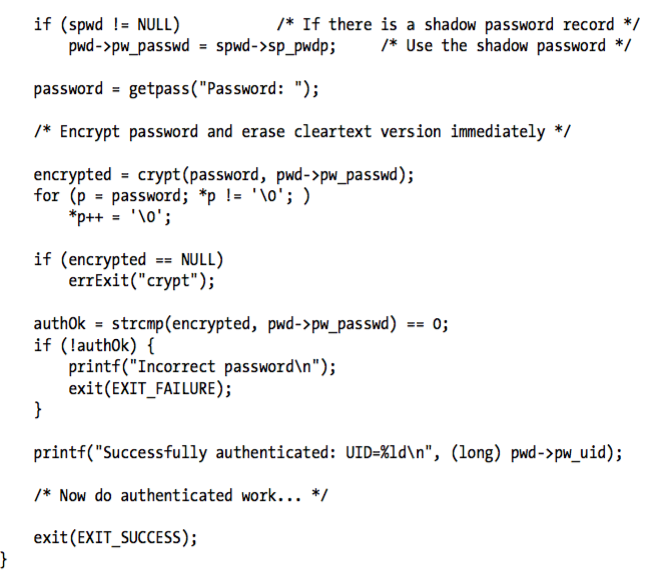 if (spwd != NULL)           /* If there is a shadow password record */
    pwd->pw_passwd = spwd->sp_pwdp;     /* Use the shadow password */
password = getpass("Password: ");
/* Encrypt password and erase cleartext version immediately */
encrypted = crypt(password, pwd->pw_passwd);
for (p = password; *p != '\0'; )
    *p++ = '\0';
if (encrypted == NULL)
    errExit("crypt");
authOk = strcmp(encrypted, pwd->pw_passwd) == 0;
if (!authOk) {
    printf("Incorrect password\n");
    exit(EXIT_FAILURE);
}
printf("Successfully authenticated: UID=%ld\n", (long) pwd->pw_uid);
/* Now do authenticated work... */
exit(EXIT_SUCCESS);
}